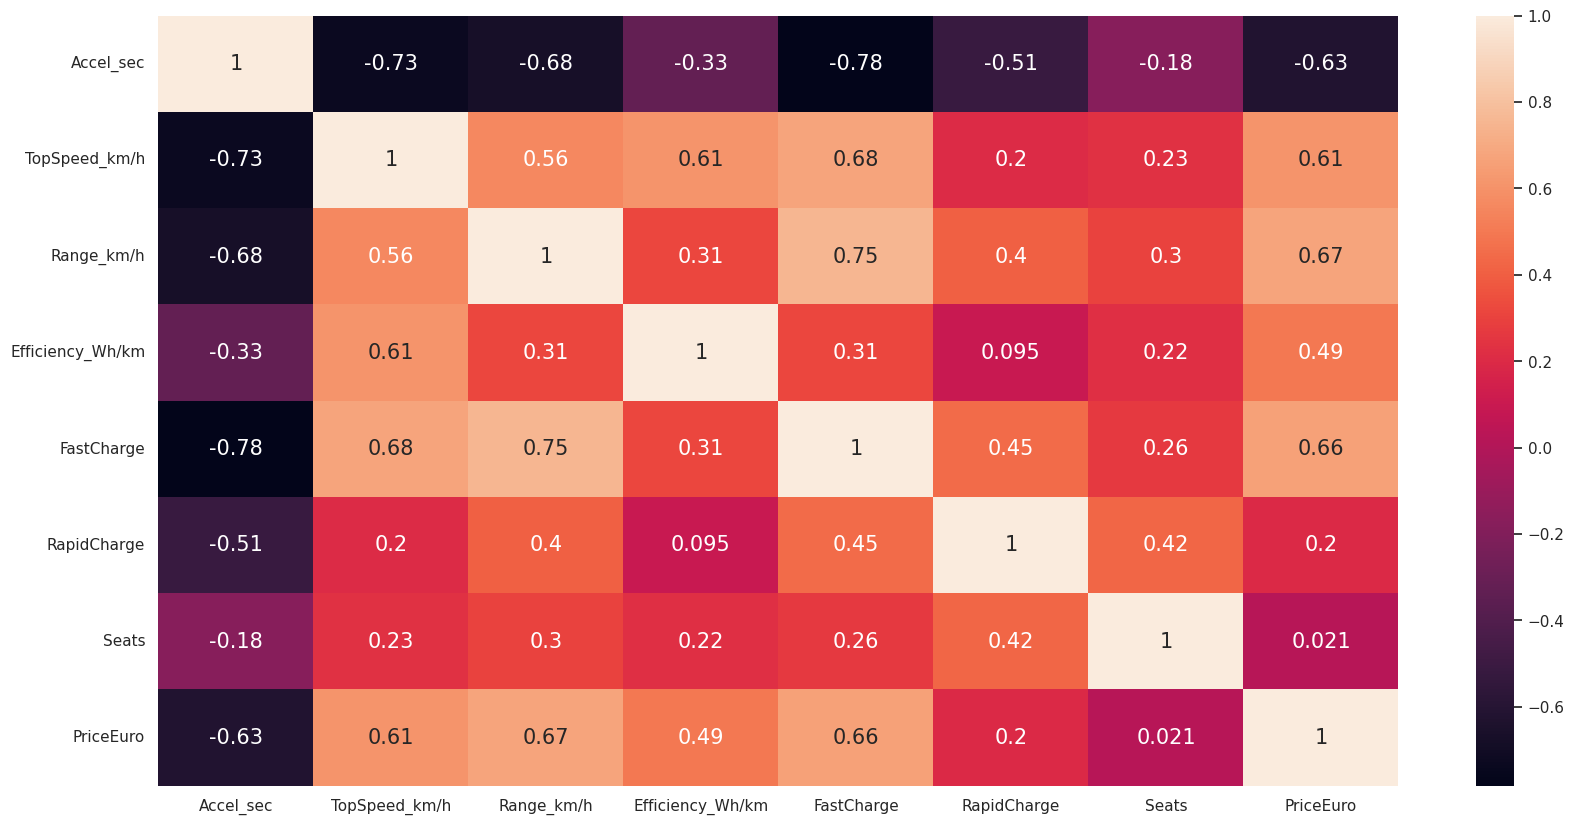 Accel_sec 1 -0.73 -0.68 -0.33 -0.78 -0.51 -0.18 -0.63
TopSpeed_km/h -0.73 1 0.56 0.61 0.68 0.2 0.23 0.61
Range_km/h -0.68 0.56 1 0.31 0.75 0.4 0.3 0.67
Efficiency_Wh/km -0.33 0.61 0.31 1 0.31 0.095 0.22 0.49
FastCharge -0.78 0.68 0.75 0.31 1 0.45 0.26 0.66
RapidCharge -0.51 0.2 0.4 0.095 0.45 1 0.42 0.2
Seats -0.18 0.23 0.3 0.22 0.26 0.42 1 0.021
PriceEuro -0.63 0.61 0.67 0.49 0.66 0.2 0.021 1
Accel_sec TopSpeed_km/h Range_km/h Efficiency_Wh/km FastCharge RapidCharge Seats PriceEuro
1.0
0.8
0.6
0.4
0.2
0.0
−0.2
−0.4
−0.6